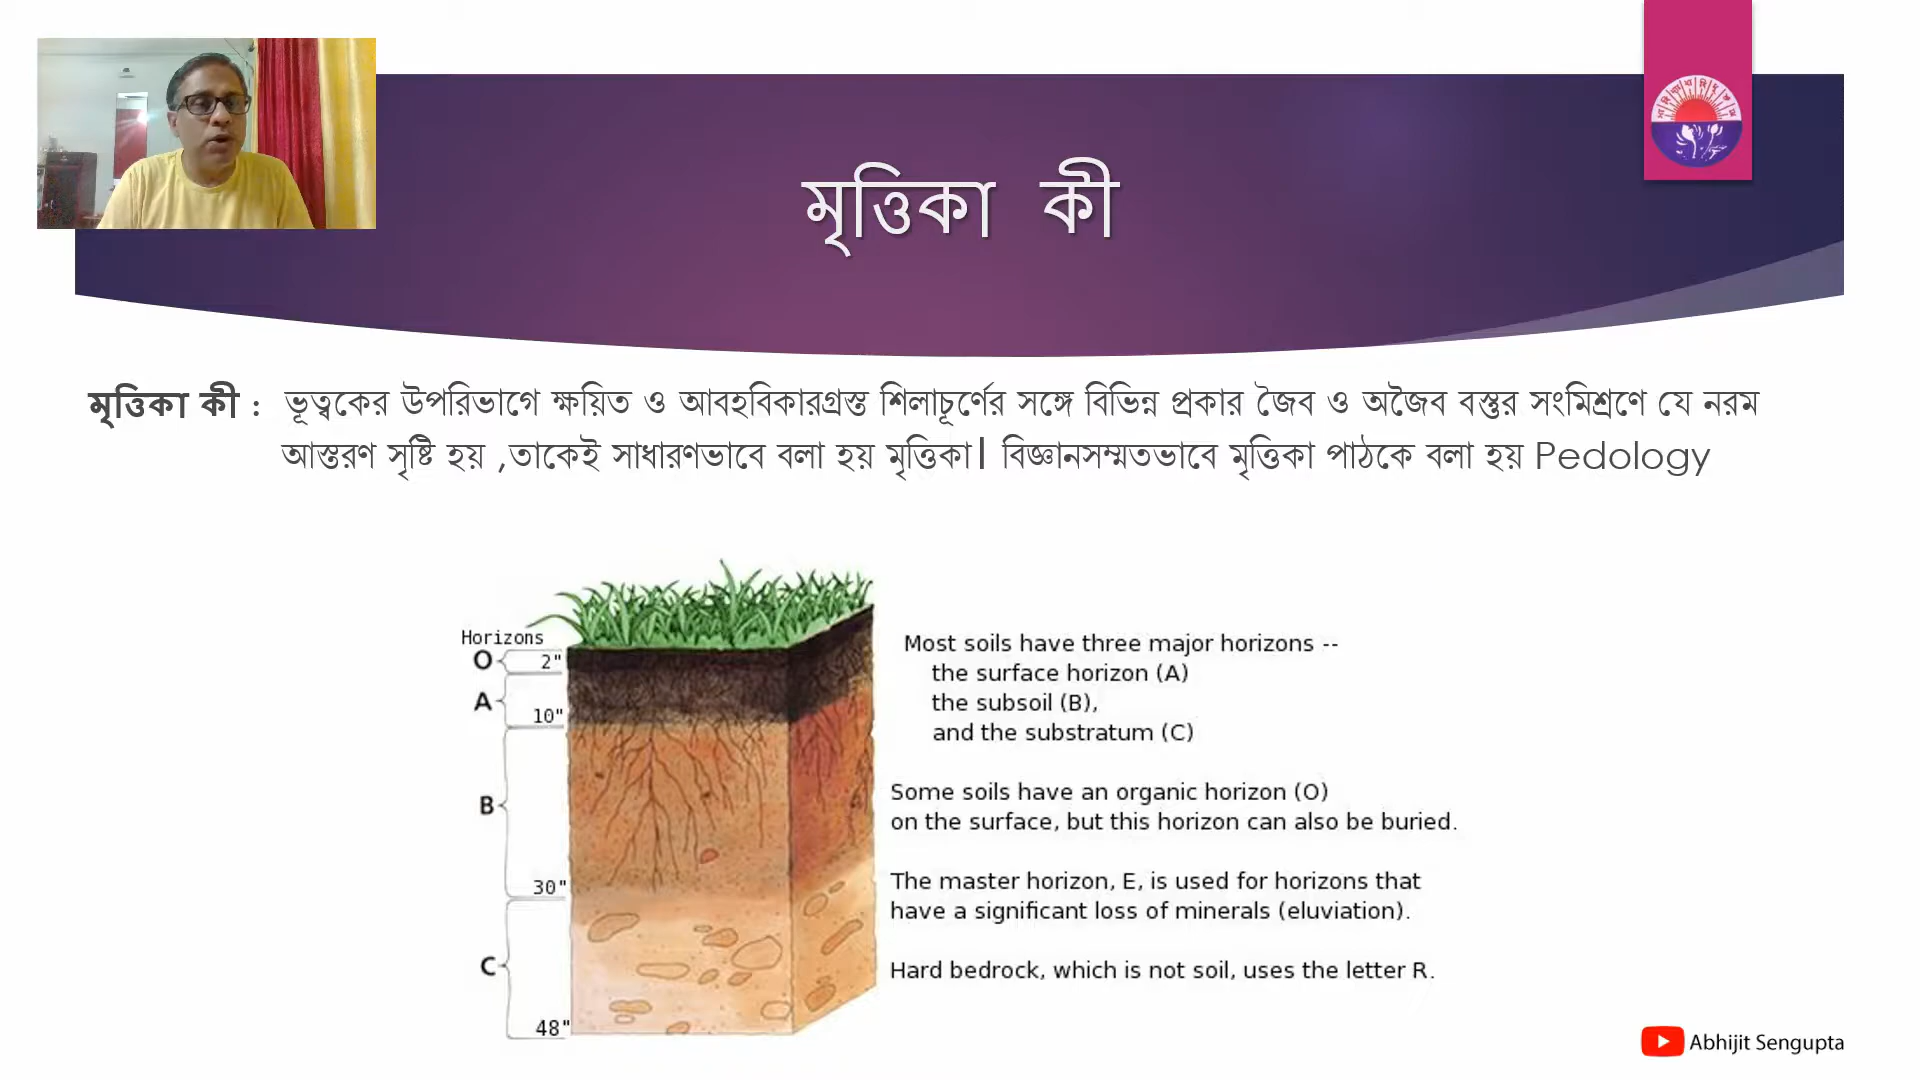 মৃত্তিকা কী
মৃত্তিকা কী : ভূত্বকের উপরিভাগে ক্ষয়িত ও আবহবিকারগ্রস্ত শিলাচূর্ণের সঙ্গে বিভিন্ন প্রকার জৈব ও অজৈব বস্তুর সংমিশ্রণে যে নরম
আস্তরণ সৃষ্টি হয় ,তাকেই সাধারণভাবে বলা হয় মৃত্তিকা| বিজ্ঞানসম্মতভাবে মৃত্তিকা পাঠকে বলা হয় Pedology
Horizons
O 2"
A
10"
B
30"
C
48"
Most soils have three major horizons --
the surface horizon (A)
the subsoil (B),
and the substratum (C)
Some soils have an organic horizon (O)
on the surface, but this horizon can also be buried.
The master horizon, E, is used for horizons that
have a significant loss of minerals (eluviation).
Hard bedrock, which is not soil, uses the letter R.
Abhijit Sengupta